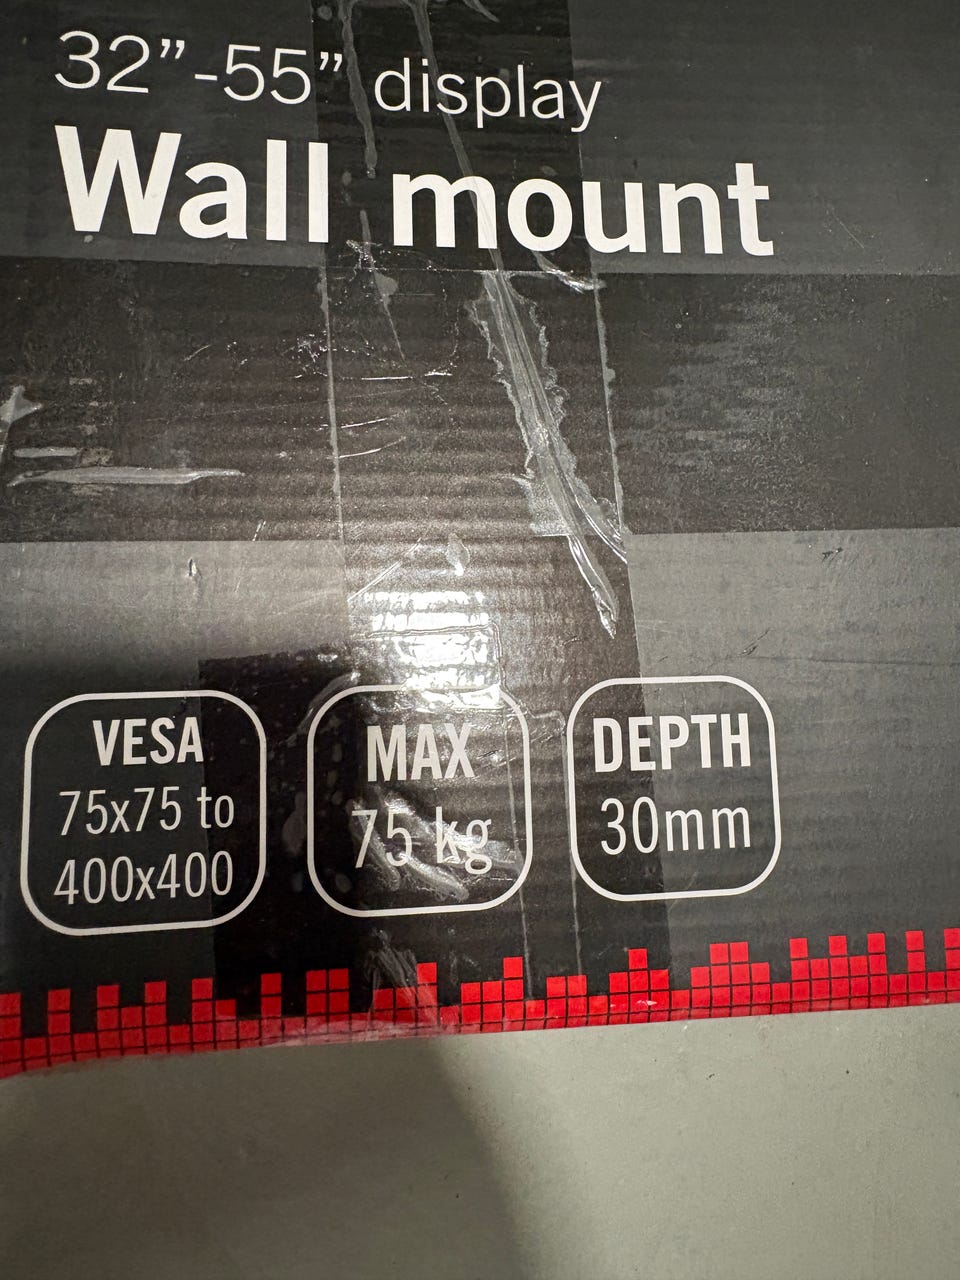 32”-55” display
Wall mount
VESA
75x75 to
400x400
MAX
75 kg
DEPTH
30mm